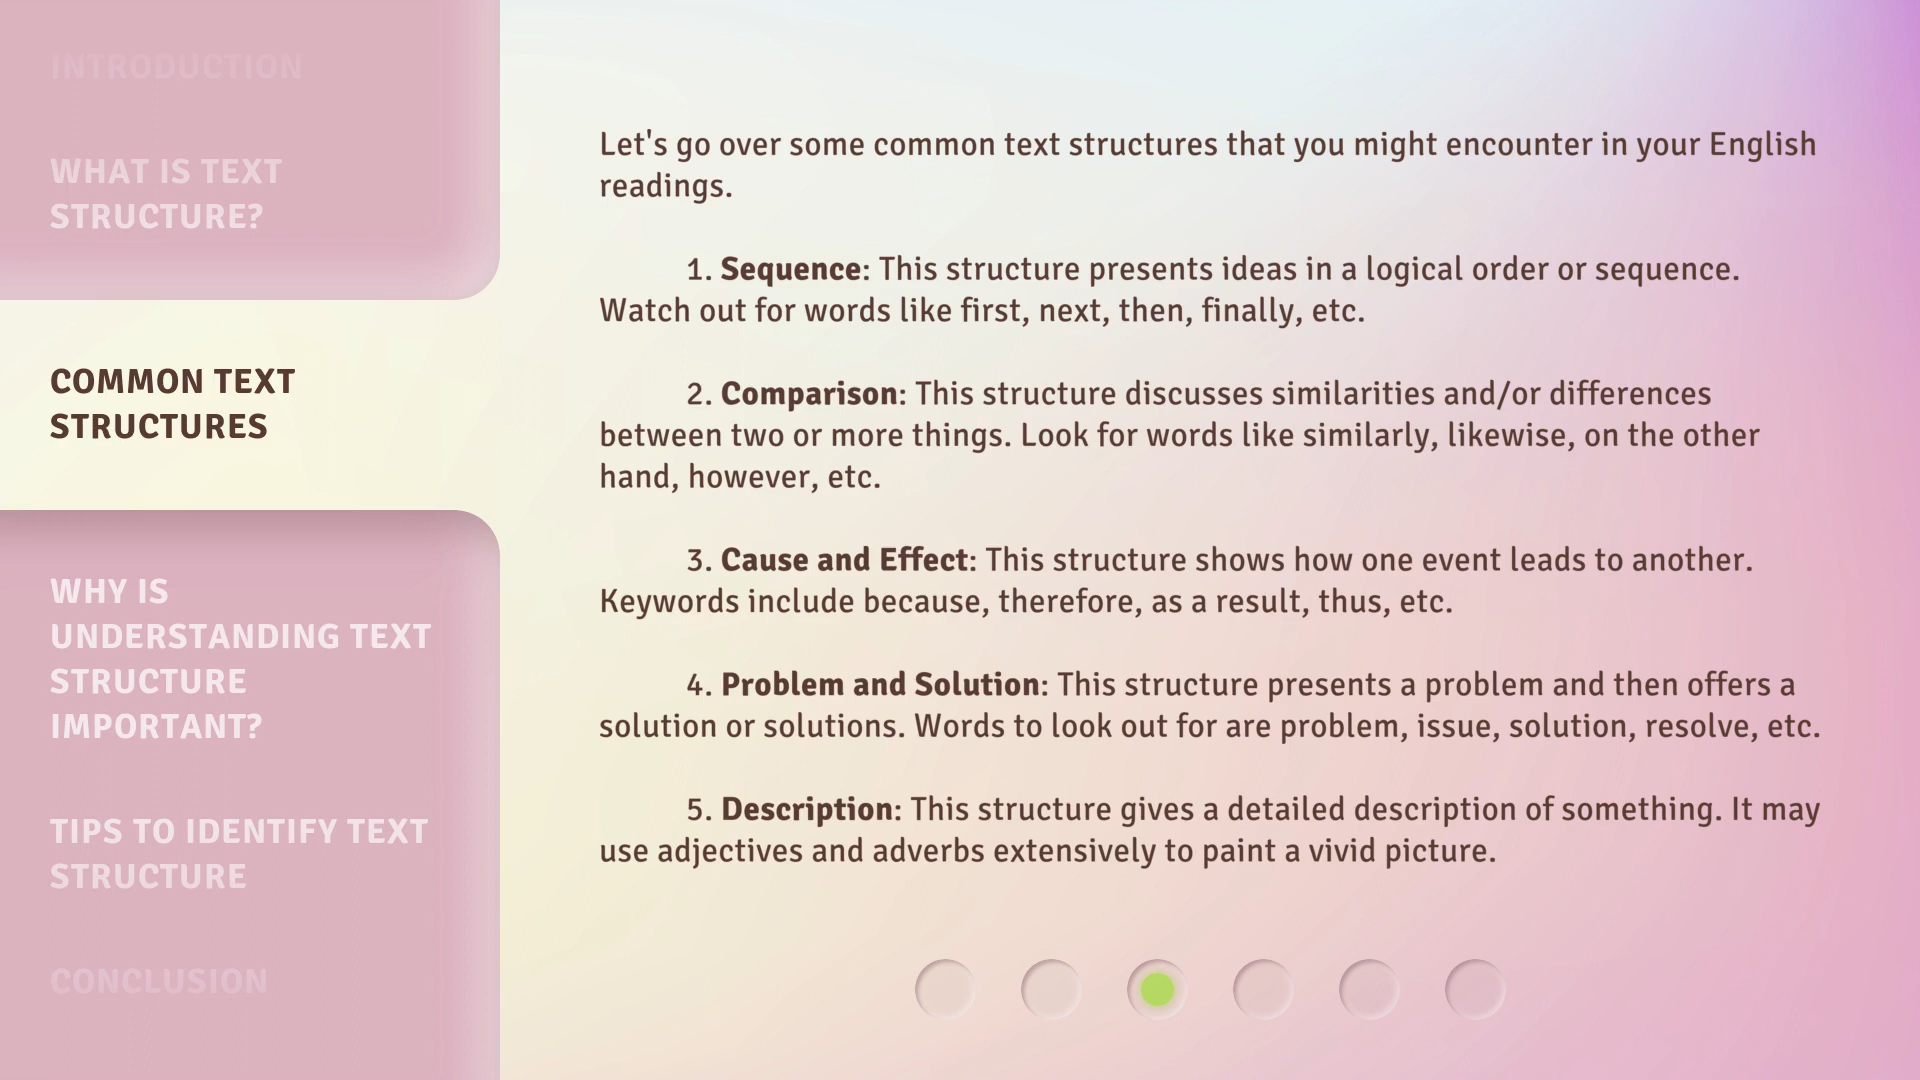 INTRODUCTION
WHAT IS TEXT
STRUCTURE?
COMMON TEXT
STRUCTURES
WHY IS
UNDERSTANDING TEXT
STRUCTURE
IMPORTANT?
TIPS TO IDENTIFY TEXT
STRUCTURE
CONCLUSION
Let's go over some common text structures that you might encounter in your English
readings.
1. Sequence: This structure presents ideas in a logical order or sequence.
Watch out for words like first, next, then, finally, etc.
2. Comparison: This structure discusses similarities and/or differences
between two or more things. Look for words like similarly, likewise, on the other
hand, however, etc.
3. Cause and Effect: This structure shows how one event leads to another.
Keywords include because, therefore, as a result, thus, etc.
4. Problem and Solution: This structure presents a problem and then offers a
solution or solutions. Words to look out for are problem, issue, solution, resolve, etc.
5. Description: This structure gives a detailed description of something. It may
use adjectives and adverbs extensively to paint a vivid picture.